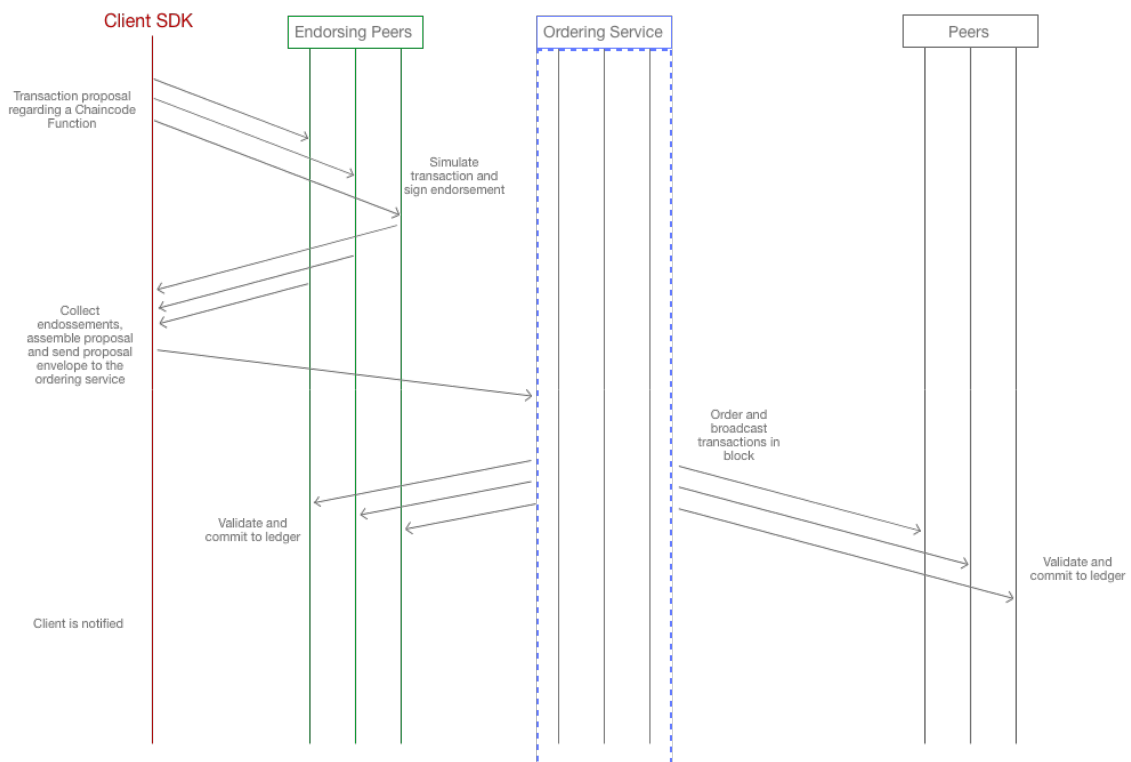 Client SDK
Endorsing Peers
Ordering Service
Peers
Transaction proposal
regarding a Chaincode
Function
Simulate
transaction and
sign endorsement
Collect
endossements,
assemble proposal
and send proposal
envelope to the
ordering service
Order and
broadcast
transactions in
block
Validate and
commit to ledger
Validate and
commit to ledger
Client is notified